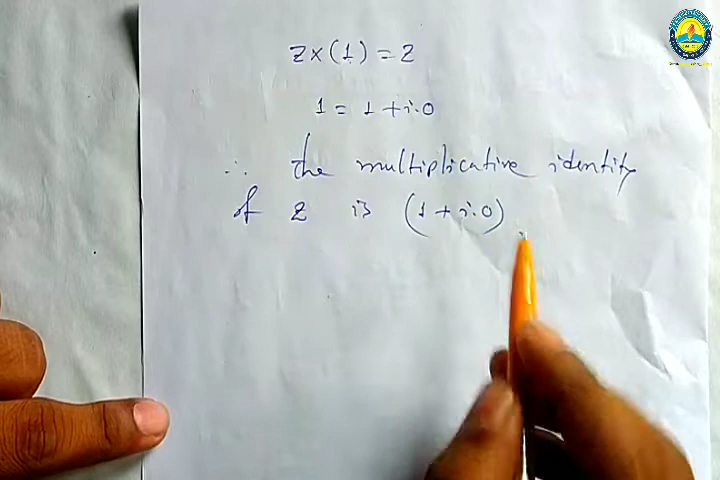 z×(1) = z
1 = 1 + i.0
∴ the multiplicative identity
of z is (1 + i.0)